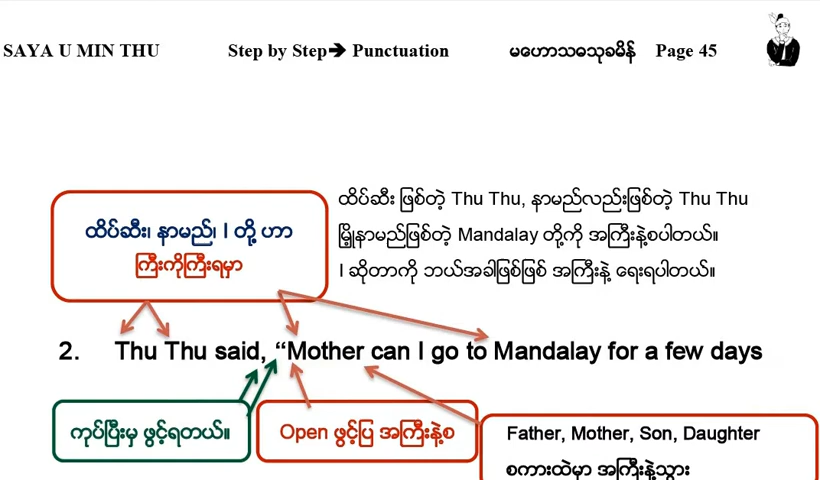 SAYA U MIN THU Step by Step➔ Punctuation မဟောသဓသုခမိန် Page 45
ထိပ်ဆီး ဖြစ်တဲ့ Thu Thu, နာမည်လည်းဖြစ်တဲ့ Thu Thu
မြို့နာမည်ဖြစ်တဲ့ Mandalay တို့ကို အကြီးနဲ့စပါတယ်။
I ဆိုတာကို ဘယ်အခါဖြစ်ဖြစ် အကြီးနဲ့ ရေးရပါတယ်။
ထိပ်ဆီး၊ နာမည်၊ I တို့ ဟာ
ကြီးကိုကြီးရမှာ
2. Thu Thu said, “Mother can I go to Mandalay for a few days
ကုပ်ပြီးမှ ဖွင့်ရတယ်။
Open ဖွင့်ပြ အကြီးနဲ့စ
Father, Mother, Son, Daughter
စကားထဲမှာ အကြီးနဲ့သွား